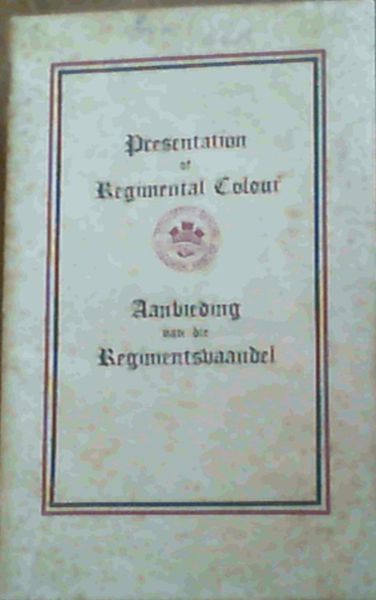 Presentation
of
Regimental Colour
Aanbieding
van die
Regimentsvaandel